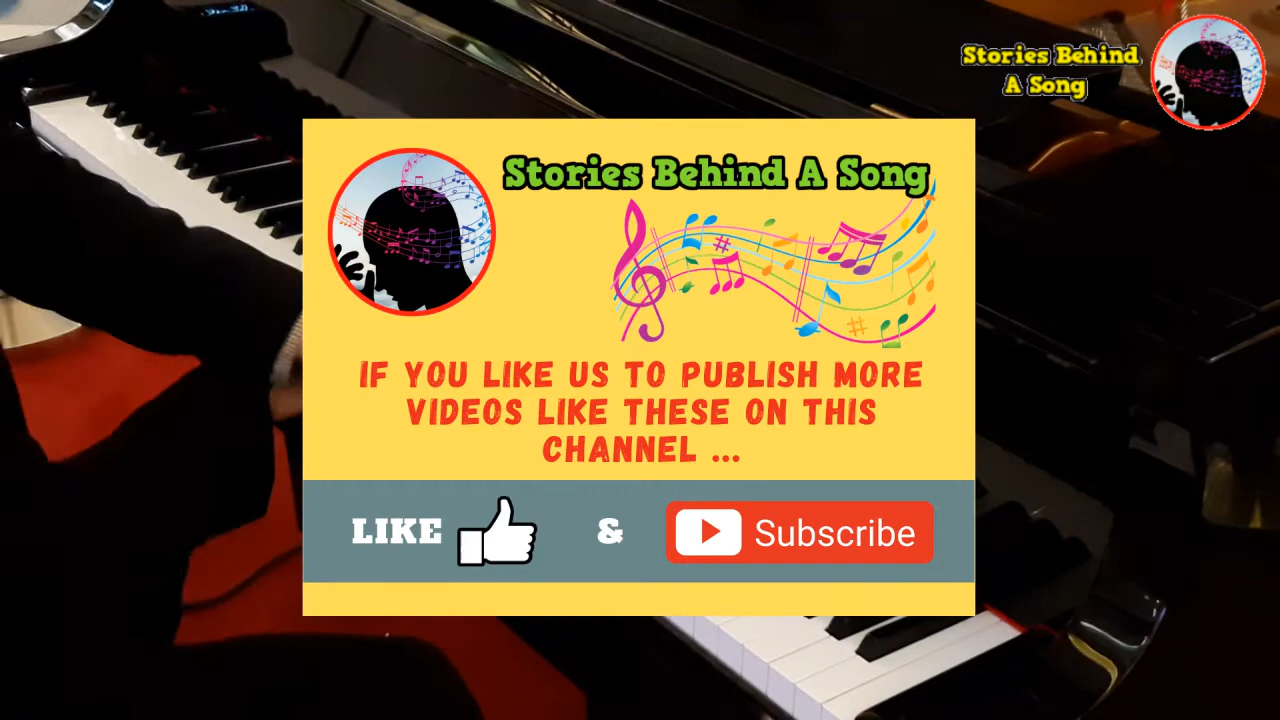 Stories Behind
A Song
Stories Behind A Song
IF YOU LIKE US TO PUBLISH MORE
VIDEOS LIKE THESE ON THIS
CHANNEL ...
LIKE & Subscribe